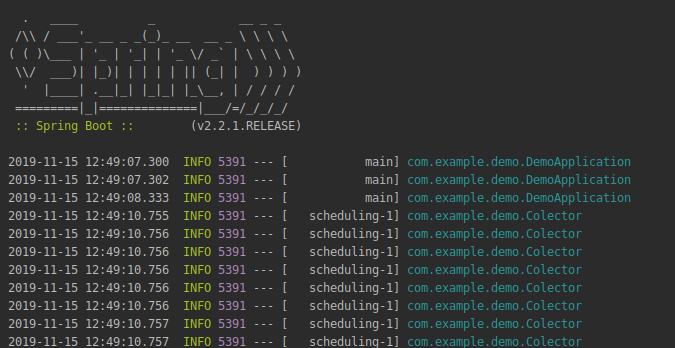 .   ____          _            __ _ _
 /\\ / ___'_ __ _ _(_)_ __  __ _ \ \ \ \
( ( )\___ | '_ | '_| | '_ \/ _` | \ \ \ \
 \\/  ___)| |_)| | | | | || (_| |  ) ) ) )
  '  |____| .__|_| |_|_| |_\__, | / / / /
 =========|_|==============|___/=/_/_/_/
 :: Spring Boot ::        (v2.2.1.RELEASE)
2019-11-15 12:49:07.300  INFO 5391 --- [           main] com.example.demo.DemoApplication
2019-11-15 12:49:07.302  INFO 5391 --- [           main] com.example.demo.DemoApplication
2019-11-15 12:49:08.333  INFO 5391 --- [           main] com.example.demo.DemoApplication
2019-11-15 12:49:10.755  INFO 5391 --- [   scheduling-1] com.example.demo.Colector
2019-11-15 12:49:10.756  INFO 5391 --- [   scheduling-1] com.example.demo.Colector
2019-11-15 12:49:10.756  INFO 5391 --- [   scheduling-1] com.example.demo.Colector
2019-11-15 12:49:10.756  INFO 5391 --- [   scheduling-1] com.example.demo.Colector
2019-11-15 12:49:10.756  INFO 5391 --- [   scheduling-1] com.example.demo.Colector
2019-11-15 12:49:10.756  INFO 5391 --- [   scheduling-1] com.example.demo.Colector
2019-11-15 12:49:10.757  INFO 5391 --- [   scheduling-1] com.example.demo.Colector
2019-11-15 12:49:10.757  INFO 5391 --- [   scheduling-1] com.example.demo.Colector